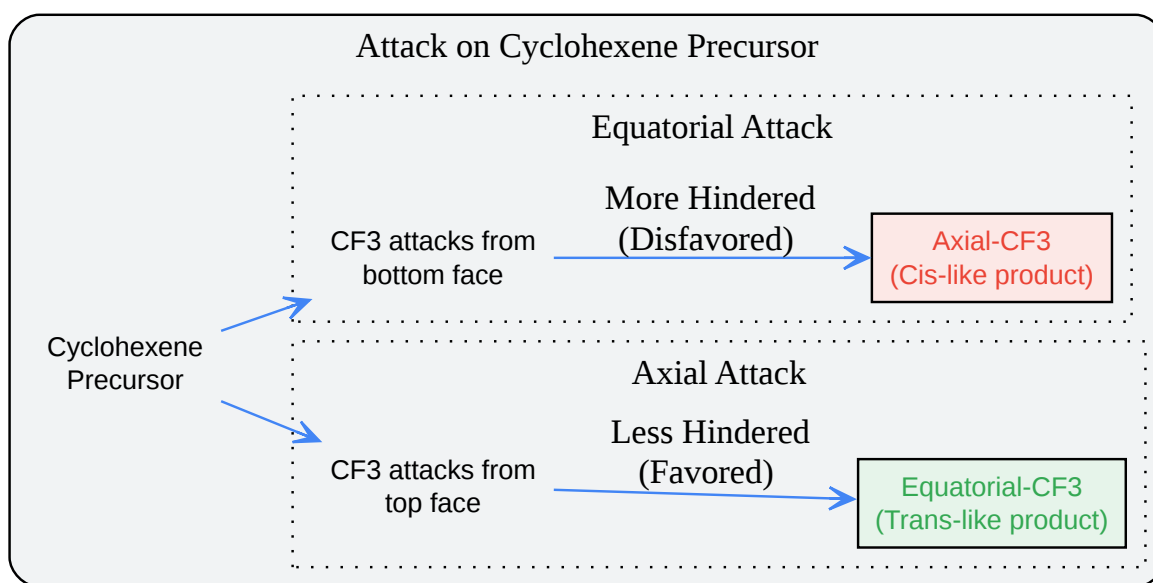 Attack on Cyclohexene Precursor
Equatorial Attack
More Hindered
(Disfavored)
CF3 attacks from
bottom face
Axial-CF3
(Cis-like product)
Cyclohexene
Precursor
Axial Attack
Less Hindered
(Favored)
CF3 attacks from
top face
Equatorial-CF3
(Trans-like product)